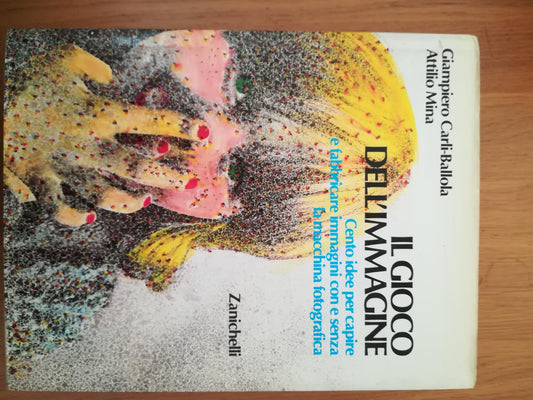 Giampiero Carli-Ballola
Attilio Mina
IL GIOCO
DELL'IMMAGINE
Cento idee per capire
e fabbricare immagini con e senza
la macchina fotografica
Zanichelli